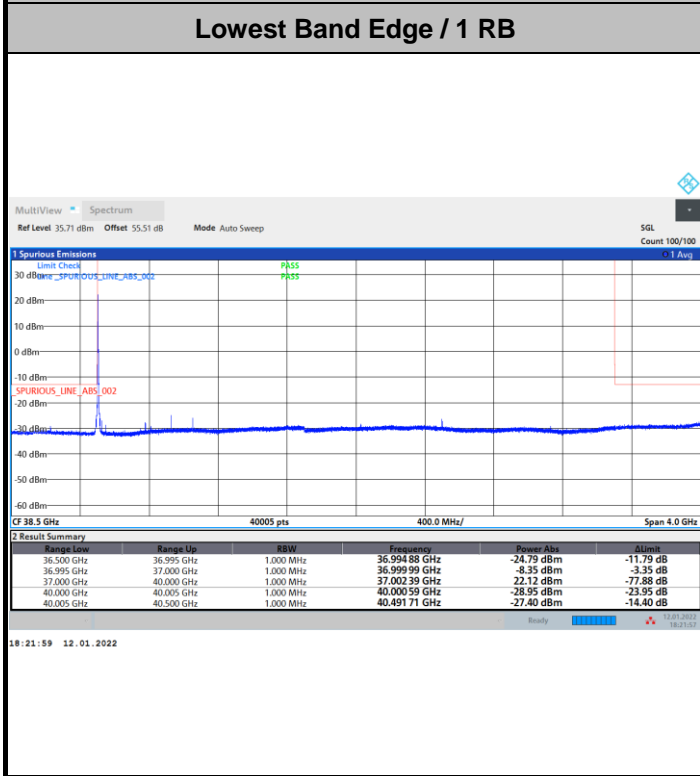 Lowest Band Edge / 1 RB
MultiView Spectrum
Ref Level 35.71 dBm Offset 55.51 dB Mode Auto Sweep SGL
Count 100/100
1 Spurious Emissions 1 Avg
Limit Check PASS
30 dBm Line _SPURIOUS_LINE_ABS_002 PASS
20 dBm
10 dBm
0 dBm
-10 dBm
_SPURIOUS_LINE_ABS_002
-20 dBm
-30 dBm
-40 dBm
-50 dBm
-60 dBm
CF 38.5 GHz 40005 pts 400.0 MHz/ Span 4.0 GHz
2 Result Summary
Range Low Range Up RBW Frequency Power Abs ΔLimit
36.500 GHz 36.995 GHz 1.000 MHz 36.994 88 GHz -24.79 dBm -11.79 dB
36.995 GHz 37.000 GHz 1.000 MHz 36.999 99 GHz -8.35 dBm -3.35 dB
37.000 GHz 40.000 GHz 1.000 MHz 37.002 39 GHz 22.12 dBm -77.88 dB
40.000 GHz 40.005 GHz 1.000 MHz 40.000 59 GHz -28.95 dBm -23.95 dB
40.005 GHz 40.500 GHz 1.000 MHz 40.491 71 GHz -27.40 dBm -14.40 dB
Ready 12.01.2022
18:21:57
18:21:59 12.01.2022